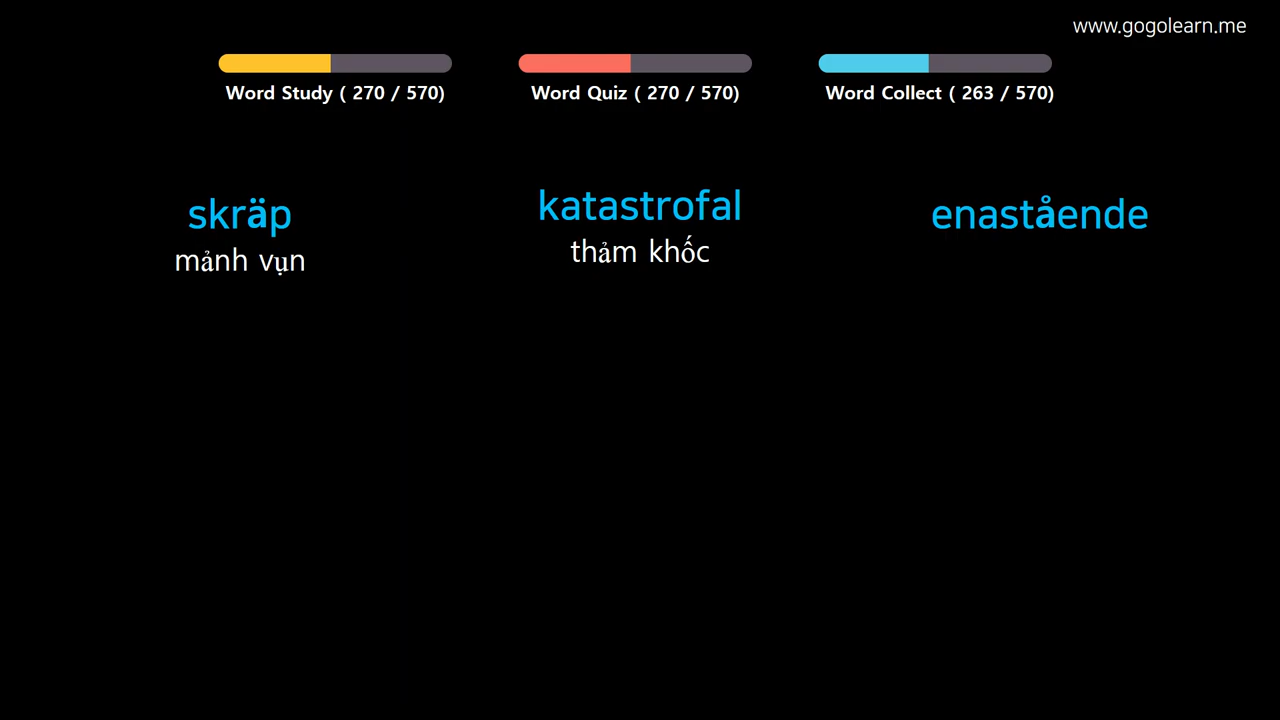 www.gogolearn.me
Word Study ( 270 / 570)
Word Quiz ( 270 / 570)
Word Collect ( 263 / 570)
skräp
mảnh vụn
katastrofal
thảm khốc
enastående